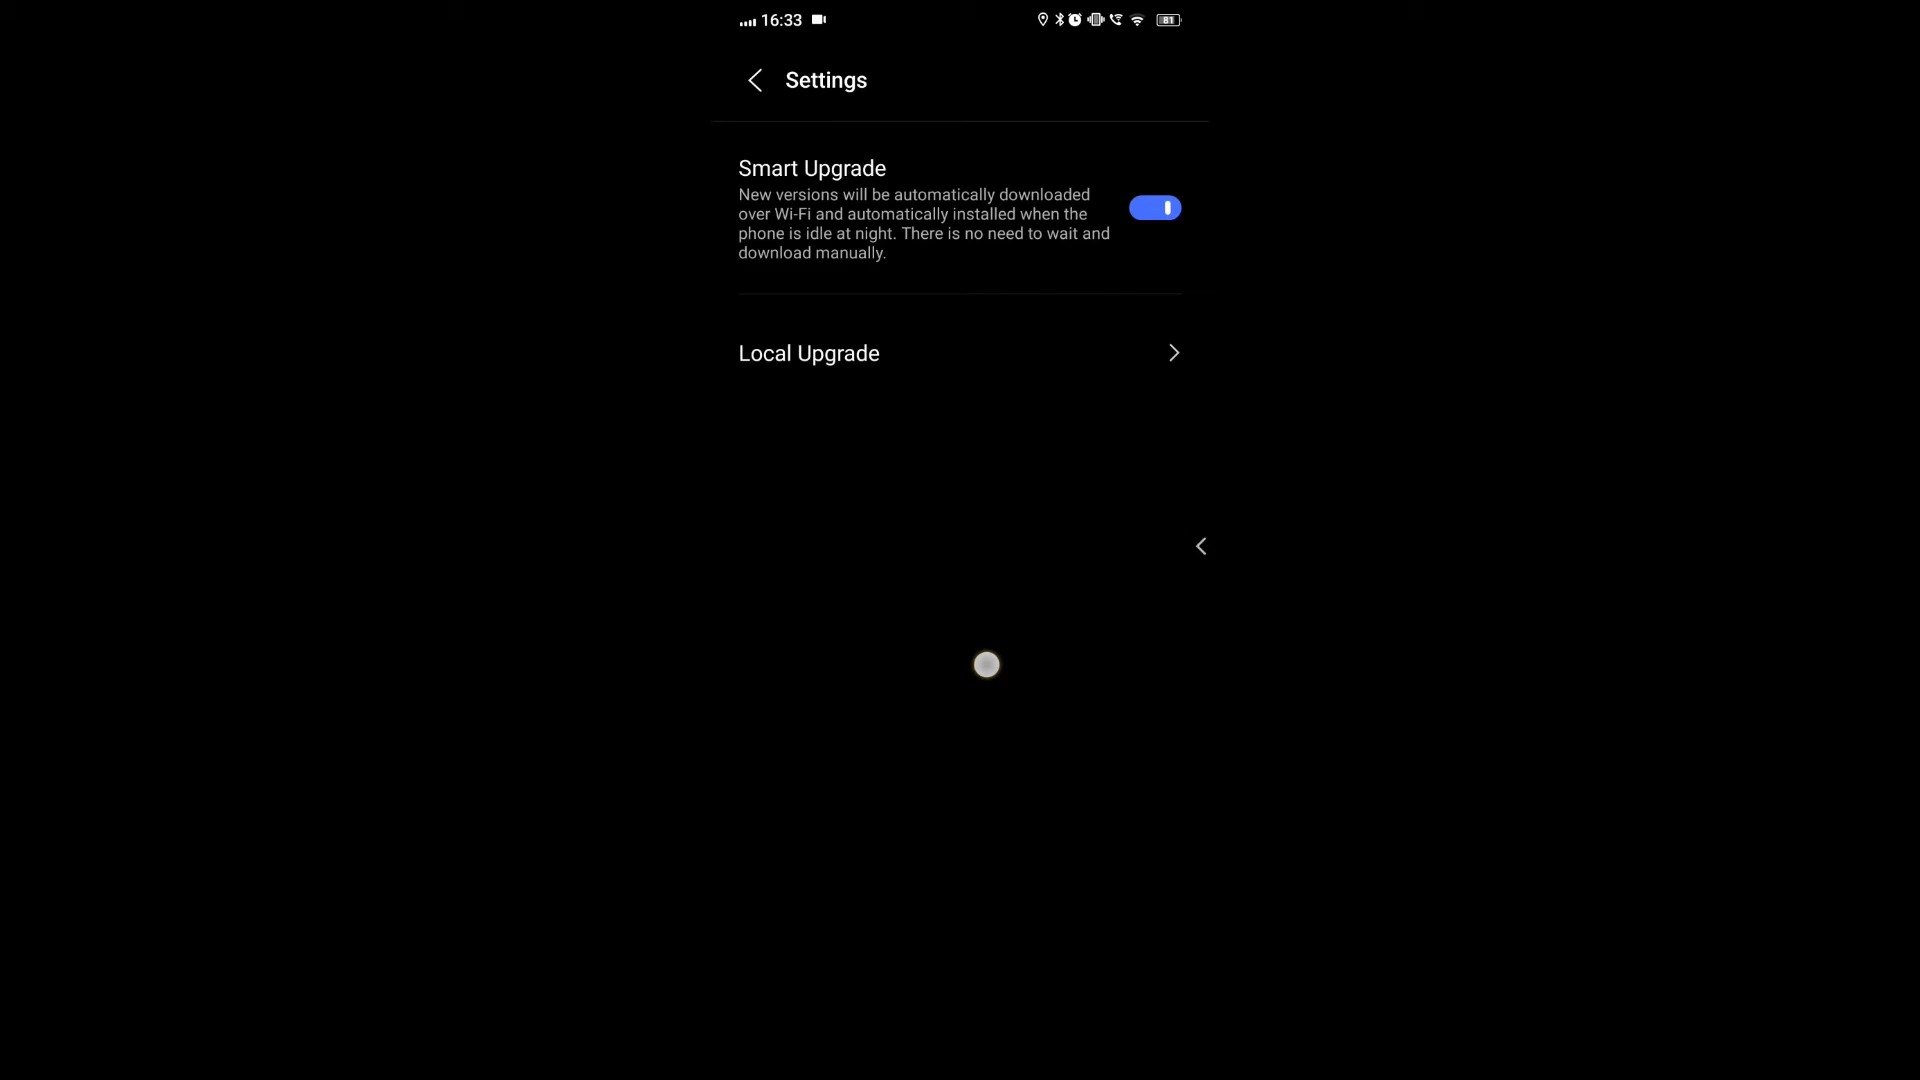 16:33
81
Settings
Smart Upgrade
New versions will be automatically downloaded
over Wi-Fi and automatically installed when the
phone is idle at night. There is no need to wait and
download manually.
Local Upgrade